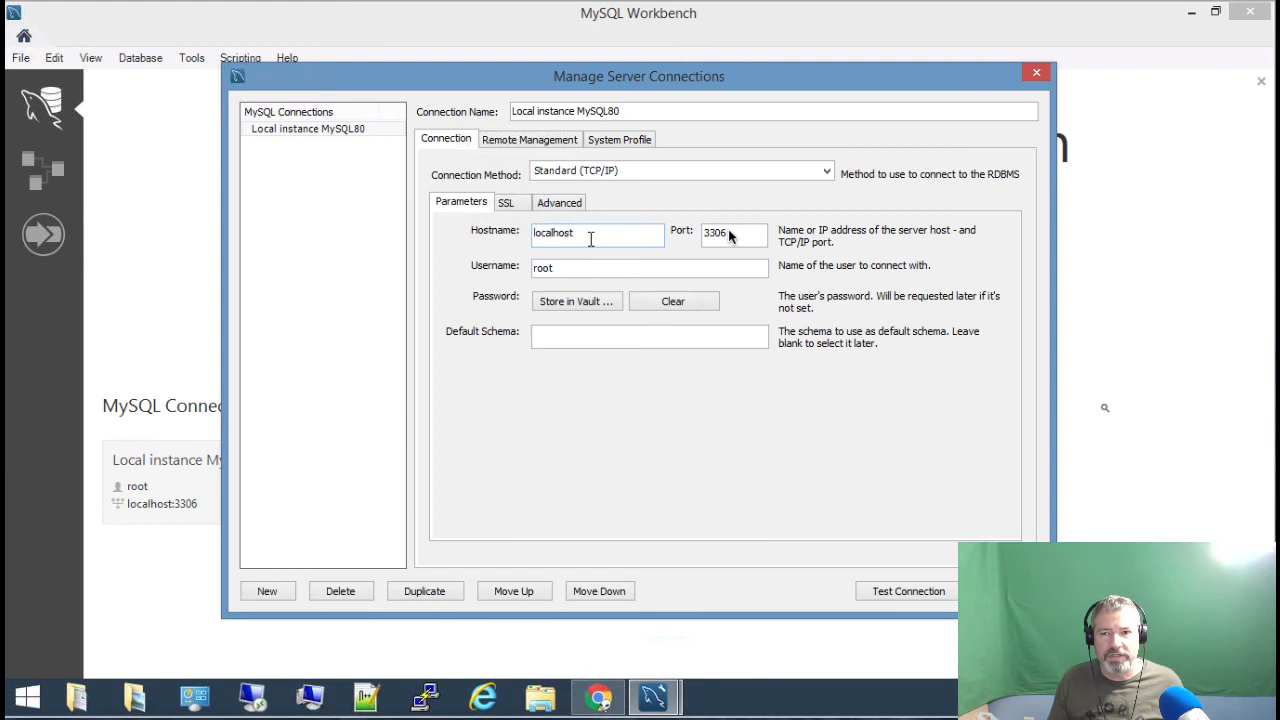 MySQL Workbench
File Edit View Database Tools Scripting Help
Manage Server Connections
MySQL Connections
Local instance MySQL80
Connection Name: Local instance MySQL80
Connection Remote Management System Profile
Connection Method: Standard (TCP/IP) Method to use to connect to the RDBMS
Parameters SSL Advanced
Hostname: localhost Port: 3306 Name or IP address of the server host - and
TCP/IP port.
Username: root Name of the user to connect with.
Password: Store in Vault ... Clear The user's password. Will be requested later if it's
not set.
Default Schema: The schema to use as default schema. Leave
blank to select it later.
MySQL Connec
Local instance My
root
localhost:3306
New Delete Duplicate Move Up Move Down Test Connection